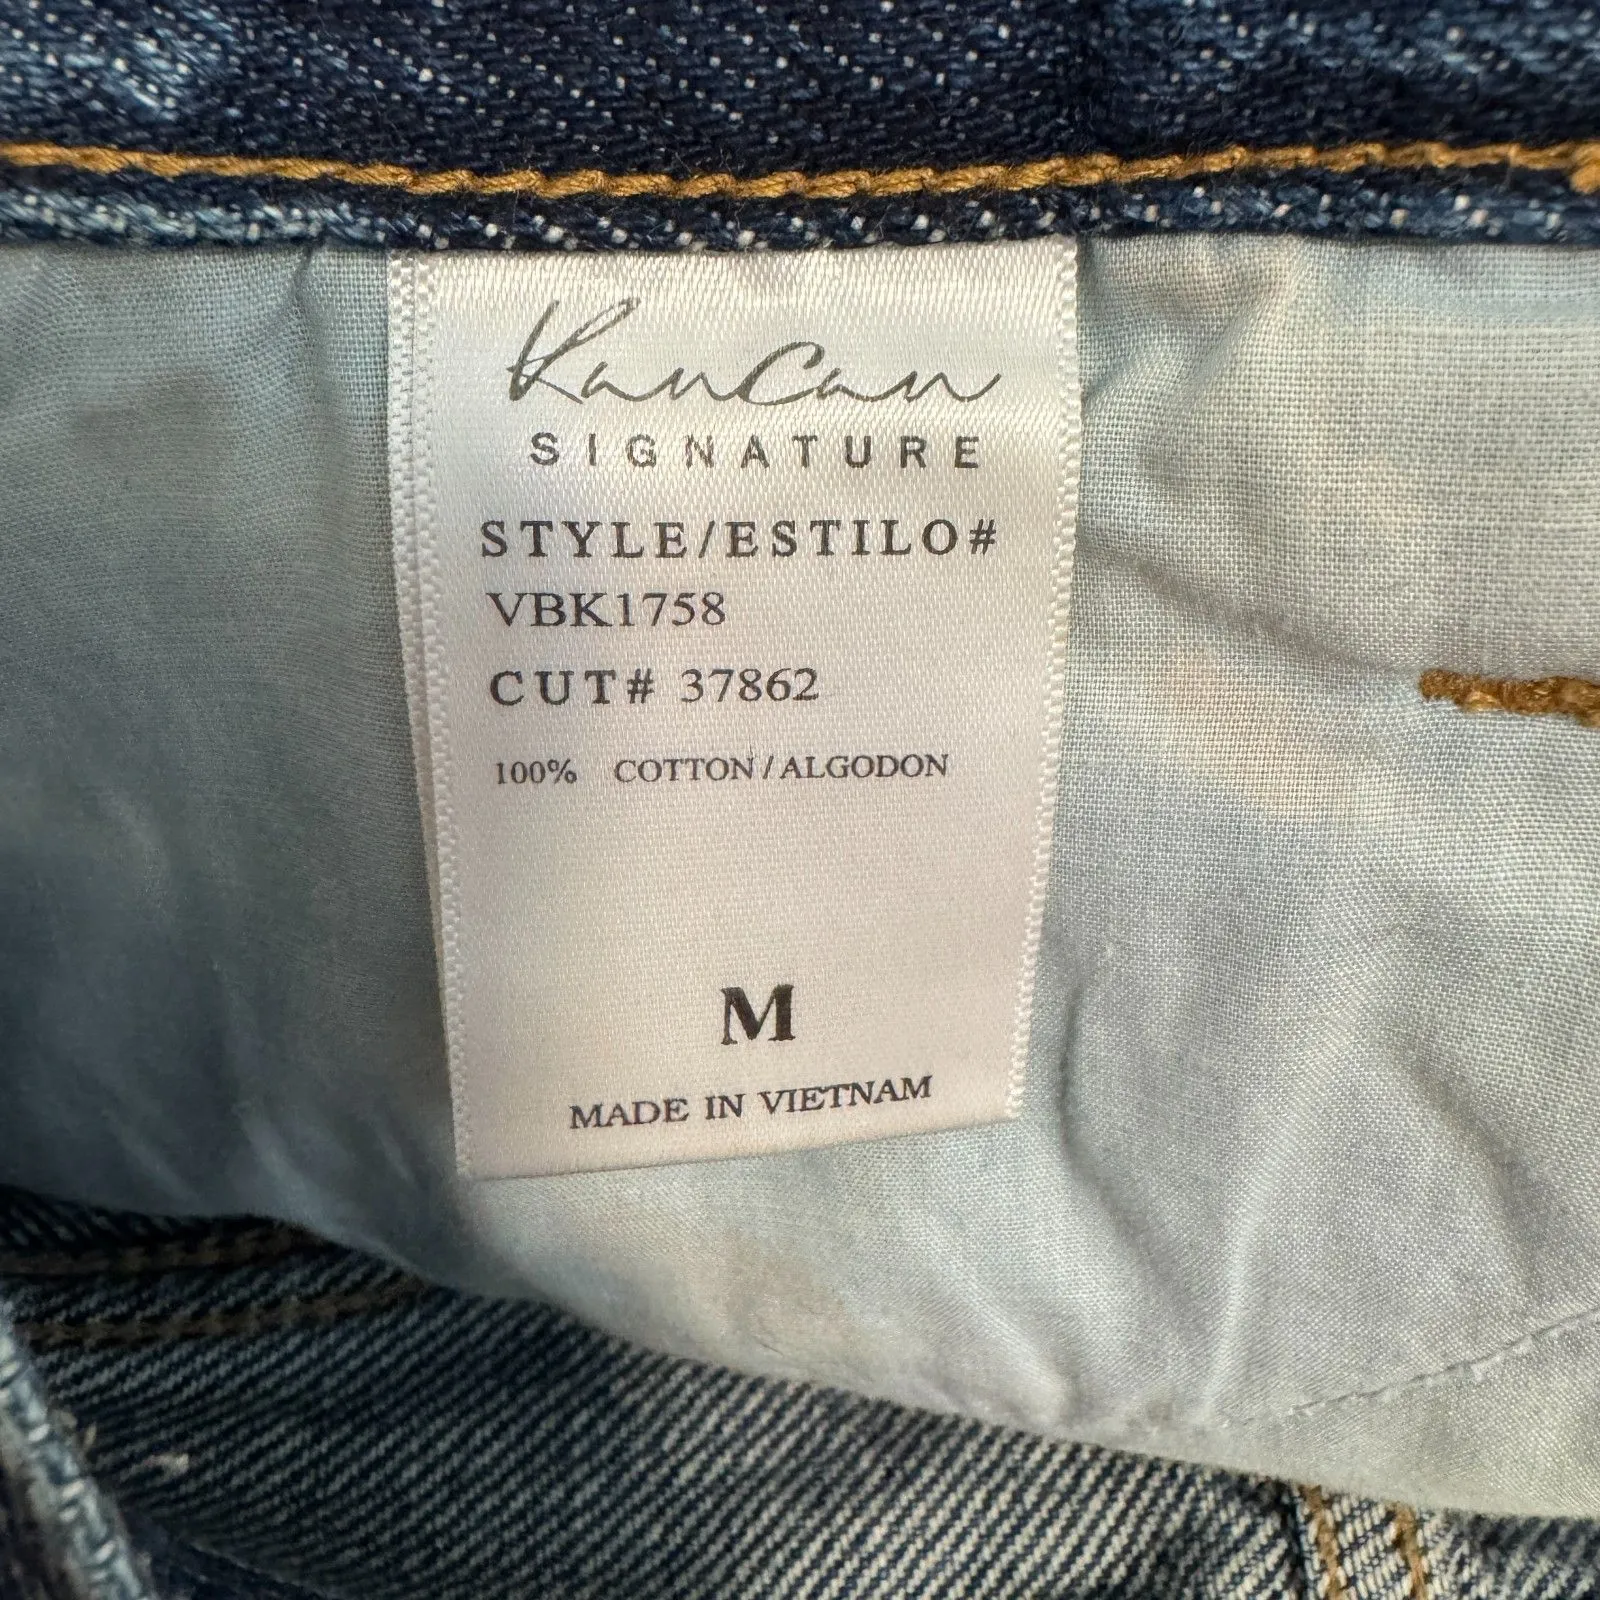 KanCan
SIGNATURE
STYLE/ESTILO#
VBK1758
CUT# 37862
100% COTTON/ALGODON
M
MADE IN VIETNAM